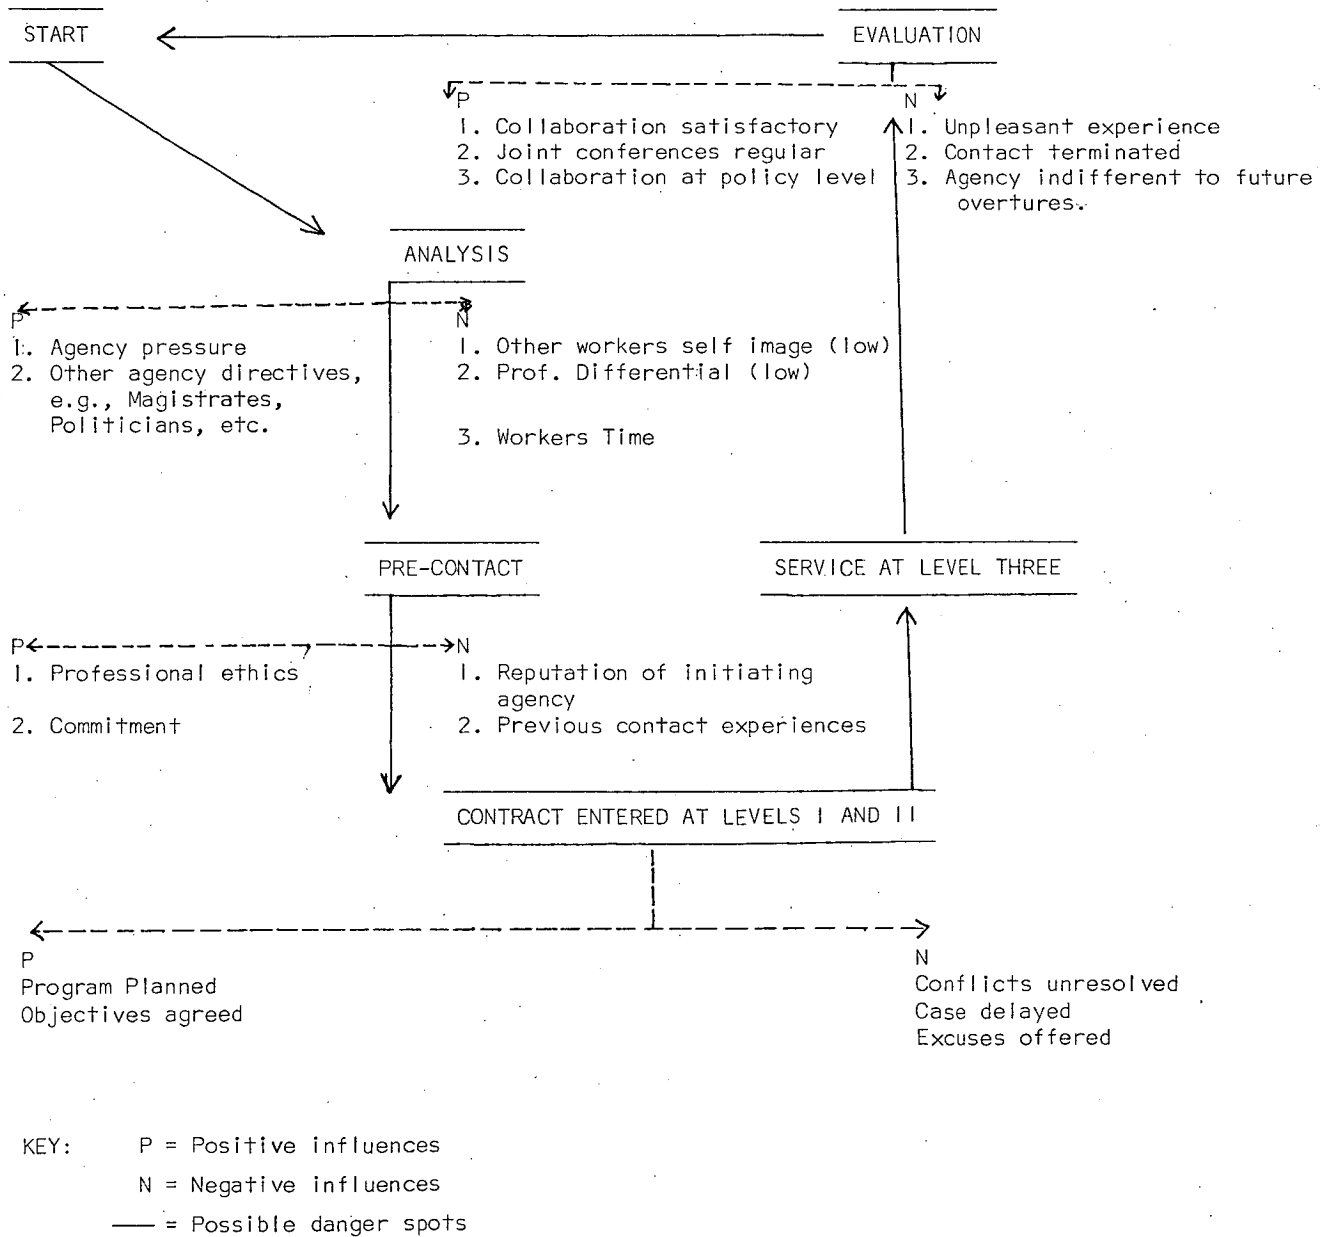 START
EVALUATION
P
1. Collaboration satisfactory
2. Joint conferences regular
3. Collaboration at policy level
N
1. Unpleasant experience
2. Contact terminated
3. Agency indifferent to future
overtures.
ANALYSIS
P
1. Agency pressure
2. Other agency directives,
e.g., Magistrates,
Politicians, etc.
N
1. Other workers self image (low)
2. Prof. Differential (low)
3. Workers Time
PRE-CONTACT
SERVICE AT LEVEL THREE
P
1. Professional ethics
2. Commitment
N
1. Reputation of initiating
agency
2. Previous contact experiences
CONTRACT ENTERED AT LEVELS I AND II
P
Program Planned
Objectives agreed
N
Conflicts unresolved
Case delayed
Excuses offered
KEY: P = Positive influences
N = Negative influences
— = Possible danger spots